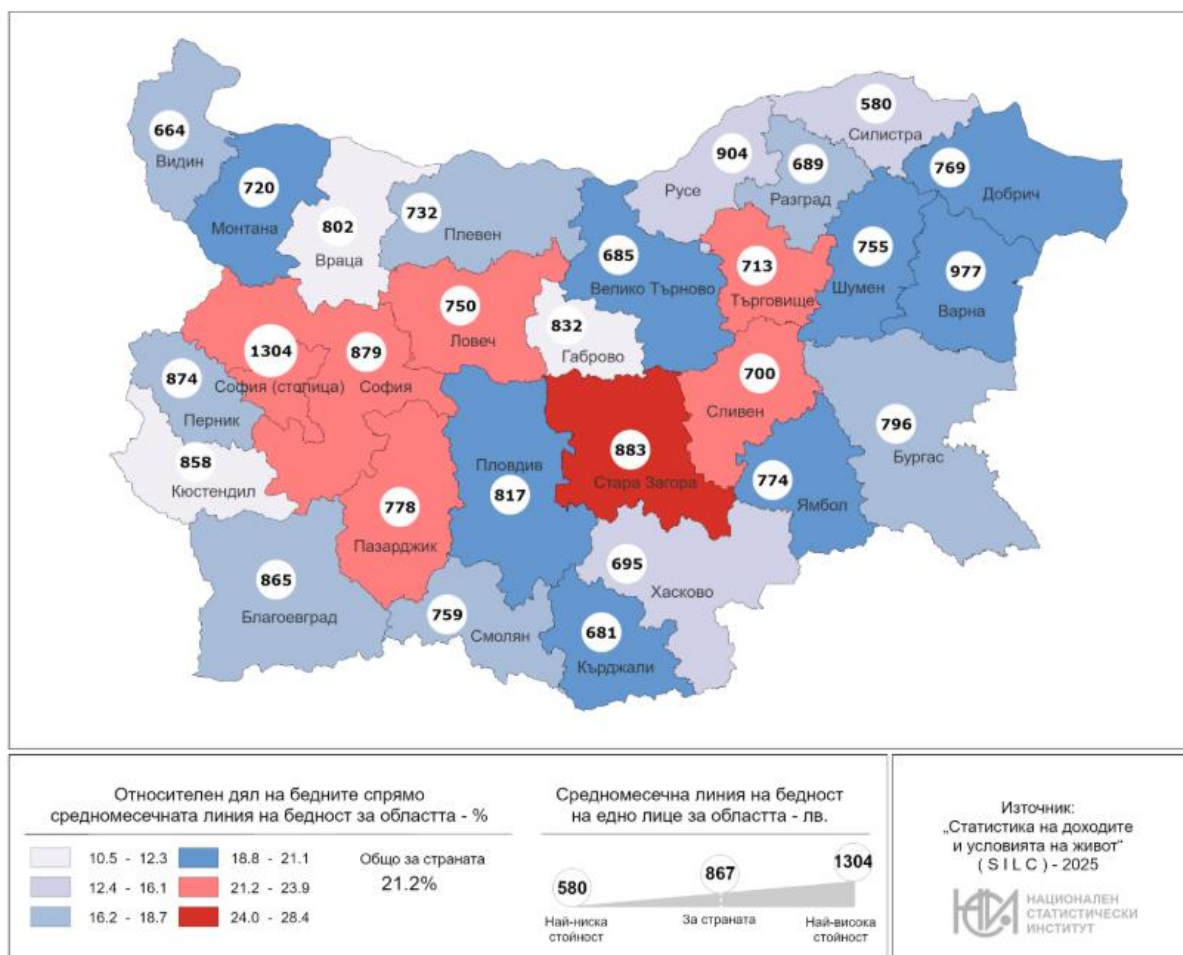 580
Силистра
904
Русе
689
Разград
769
Добрич
664
Видин
720
Монтана
802
Враца
732
Плевен
685
Велико Търново
713
Търговище
755
Шумен
977
Варна
750
Ловеч
832
Габрово
1304
София (столица)
879
София
874
Перник
700
Сливен
796
Бургас
858
Кюстендил
Пловдив
817
883
Стара Загора
774
Ямбол
778
Пазарджик
695
Хасково
865
Благоевград
759
Смолян
681
Кърджали
Относителен дял на бедните спрямо
средномесечната линия на бедност за областта - %
10.5 - 12.3
12.4 - 16.1
16.2 - 18.7
18.8 - 21.1
21.2 - 23.9
24.0 - 28.4
Общо за страната
21.2%
Средномесечна линия на бедност
на едно лице за областта - лв.
580
867
1304
Най-ниска
стойност
За страната
Най-висока
стойност
Източник:
„Статистика на доходите
и условията на живот“
( S I L C ) - 2025
НСИ
НАЦИОНАЛЕН
СТАТИСТИЧЕСКИ
ИНСТИТУТ